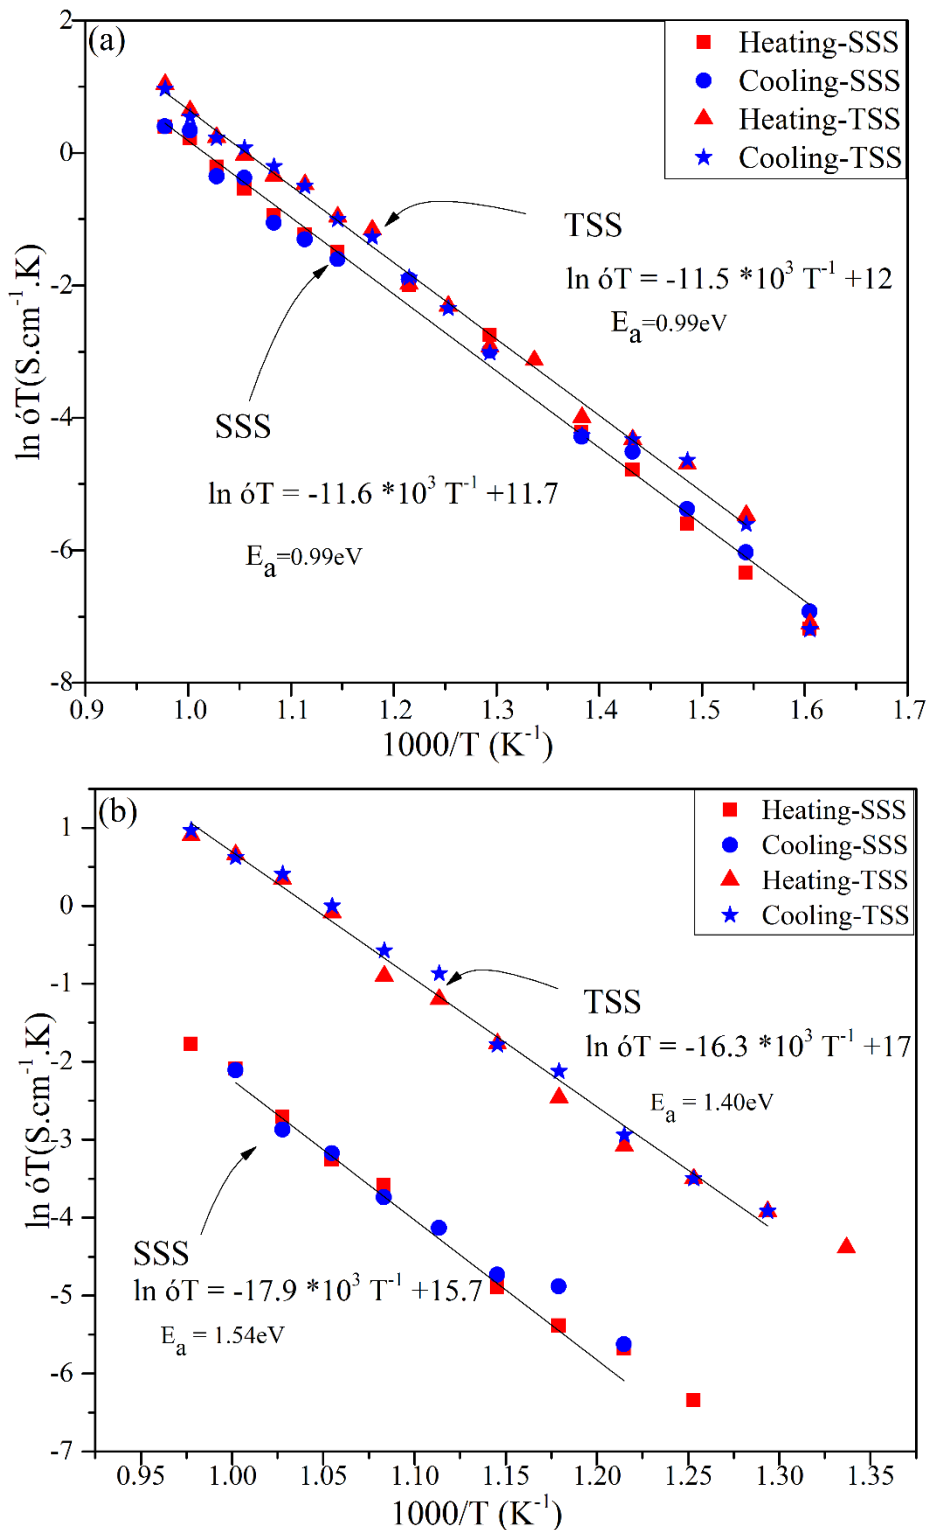 (a)
Heating-SSS
Cooling-SSS
Heating-TSS
Cooling-TSS
2
0
-2
-4
-6
-8
ln óT(S.cm⁻¹.K)
TSS
ln óT = -11.5 *10³ T⁻¹ +12
Eₐ=0.99eV
SSS
ln óT = -11.6 *10³ T⁻¹ +11.7
Eₐ=0.99eV
0.9 1.0 1.1 1.2 1.3 1.4 1.5 1.6 1.7
1000/T (K⁻¹)
(b)
Heating-SSS
Cooling-SSS
Heating-TSS
Cooling-TSS
1
0
-1
-2
-3
-4
-5
-6
-7
ln óT(S.cm⁻¹.K)
TSS
ln óT = -16.3 *10³ T⁻¹ +17
Eₐ = 1.40eV
SSS
ln óT = -17.9 *10³ T⁻¹ +15.7
Eₐ = 1.54eV
0.95 1.00 1.05 1.10 1.15 1.20 1.25 1.30 1.35
1000/T (K⁻¹)